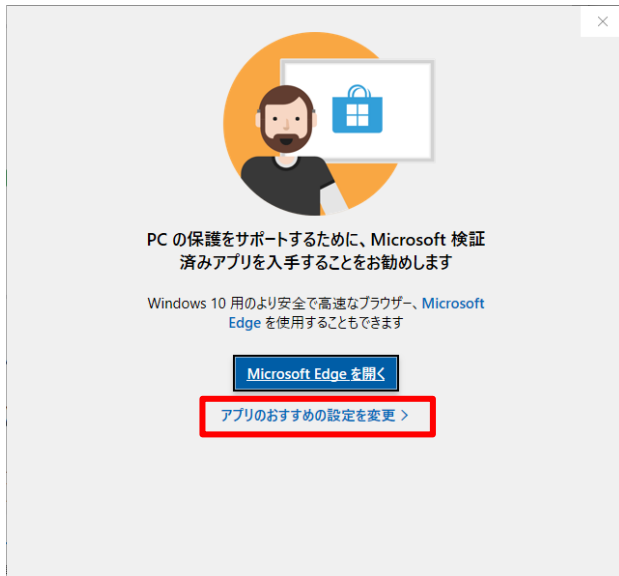 PC の保護をサポートするために、Microsoft 検証
済みアプリを入手することをお勧めします
Windows 10 用のより安全で高速なブラウザー、Microsoft
Edge を使用することもできます
Microsoft Edge を開く
アプリのおすすめの設定を変更 >